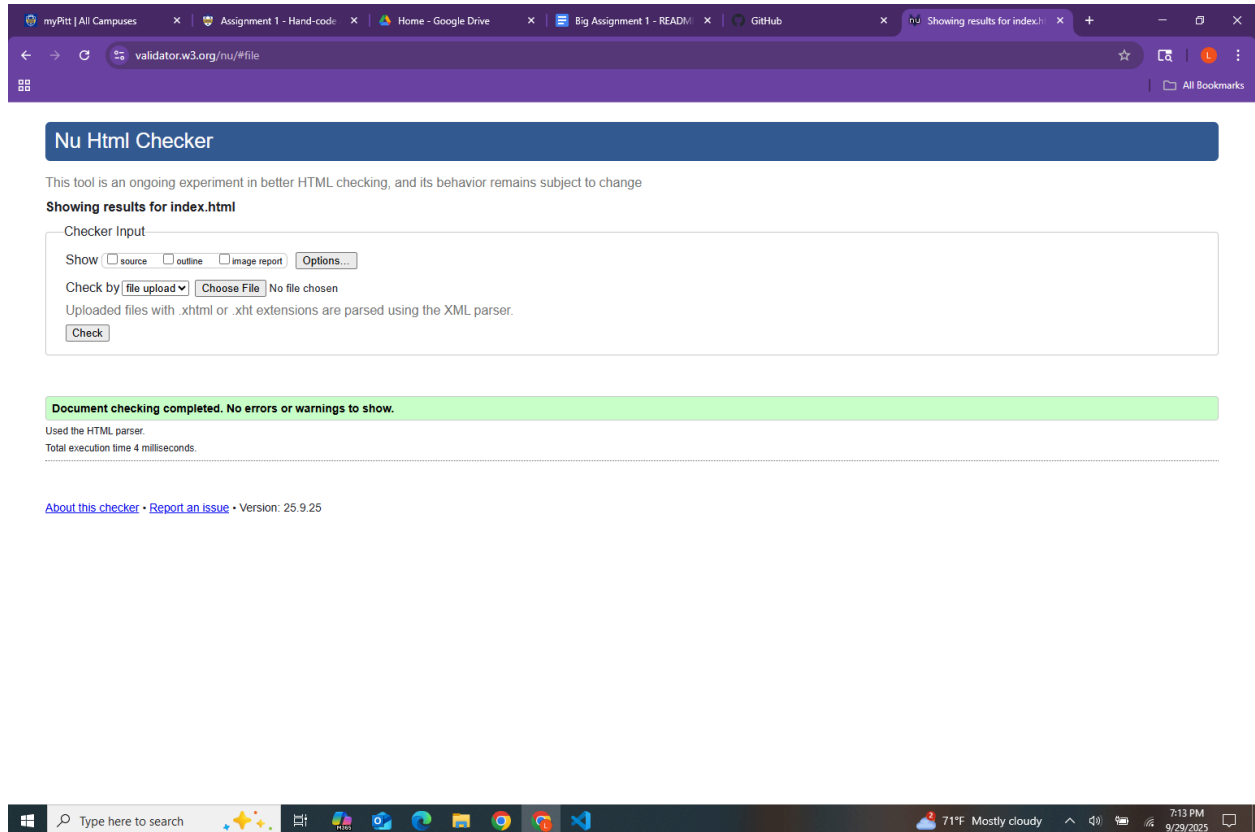 myPitt | All Campuses
Assignment 1 - Hand-code
Home - Google Drive
Big Assignment 1 - READM
GitHub
Showing results for index.ht
validator.w3.org/nu/#file
L
All Bookmarks
Nu Html Checker
This tool is an ongoing experiment in better HTML checking, and its behavior remains subject to change
Showing results for index.html
Checker Input
Show source outline image report Options...
Check by file upload Choose File No file chosen
Uploaded files with .xhtml or .xht extensions are parsed using the XML parser.
Check
Document checking completed. No errors or warnings to show.
Used the HTML parser.
Total execution time 4 milliseconds.
About this checker • Report an issue • Version: 25.9.25
Type here to search
M365
2
71°F Mostly cloudy
7:13 PM
9/29/2025